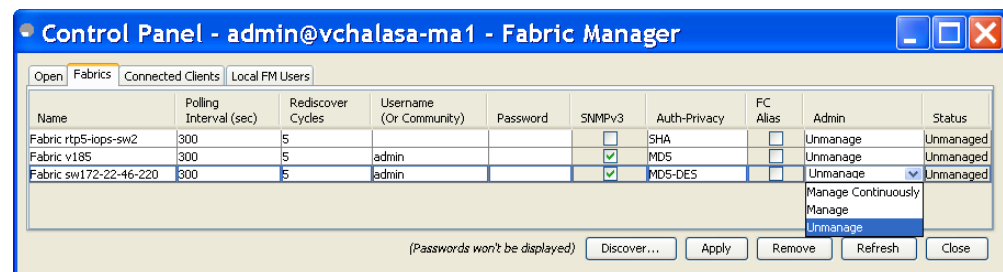 Control Panel - admin@vchalasa-ma1 - Fabric Manager
Open Fabrics Connected Clients Local FM Users
Name Polling Interval (sec) Rediscover Cycles Username (Or Community) Password SNMPv3 Auth-Privacy FC Alias Admin Status
Fabric rtp5-iops-sw2 300 5 SHA Unmanage Unmanaged
Fabric v185 300 5 admin MD5 Unmanage Unmanaged
Fabric sw172-22-46-220 300 5 admin MD5-DES Unmanage Unmanaged
Manage Continuously
Manage
Unmanage
(Passwords won't be displayed) Discover... Apply Remove Refresh Close